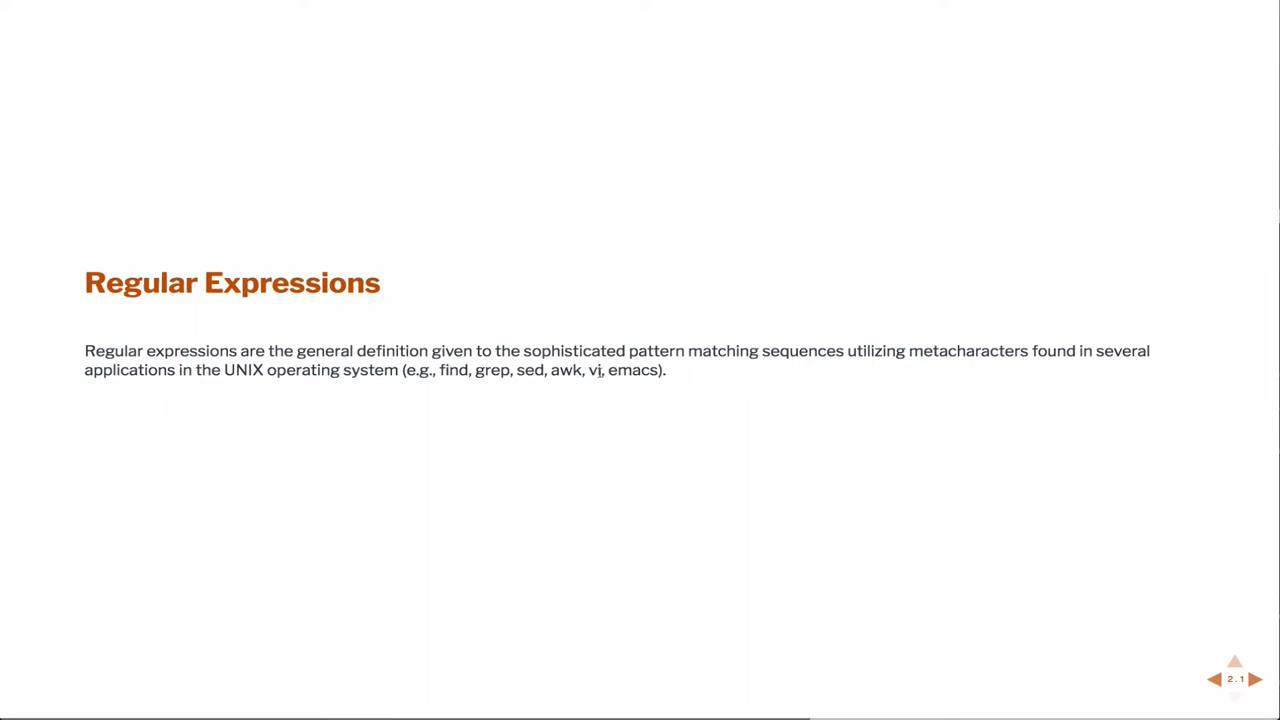 Regular Expressions
Regular expressions are the general definition given to the sophisticated pattern matching sequences utilizing metacharacters found in several
applications in the UNIX operating system (e.g., find, grep, sed, awk, vi, emacs).
2.1